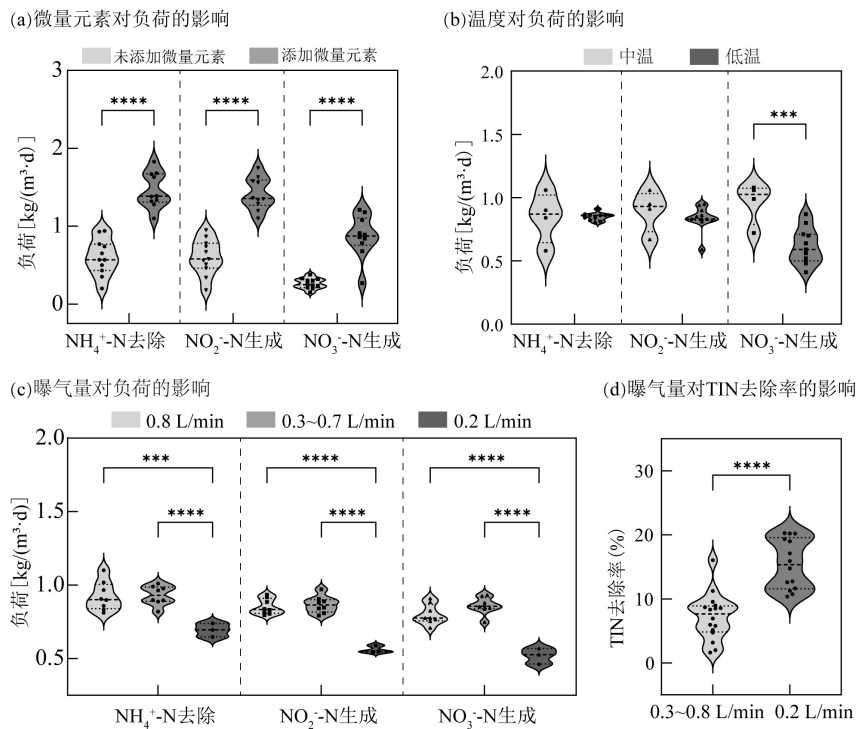 (a)微量元素对负荷的影响
未添加微量元素 添加微量元素
负荷[kg/(m³·d)]
3
2
1
0
****
****
****
NH₄⁺-N去除 NO₂⁻-N生成 NO₃⁻-N生成
(b)温度对负荷的影响
中温 低温
负荷[kg/(m³·d)]
2.0
1.5
1.0
0.5
0.0
***
NH₄⁺-N去除 NO₂⁻-N生成 NO₃⁻-N生成
(c)曝气量对负荷的影响
0.8 L/min 0.3~0.7 L/min 0.2 L/min
负荷[kg/(m³·d)]
2.0
1.5
1.0
0.5
***
****
****
****
****
****
NH₄⁺-N去除 NO₂⁻-N生成 NO₃⁻-N生成
(d)曝气量对TIN去除率的影响
TIN去除率(%)
30
20
10
0
****
0.3~0.8 L/min 0.2 L/min